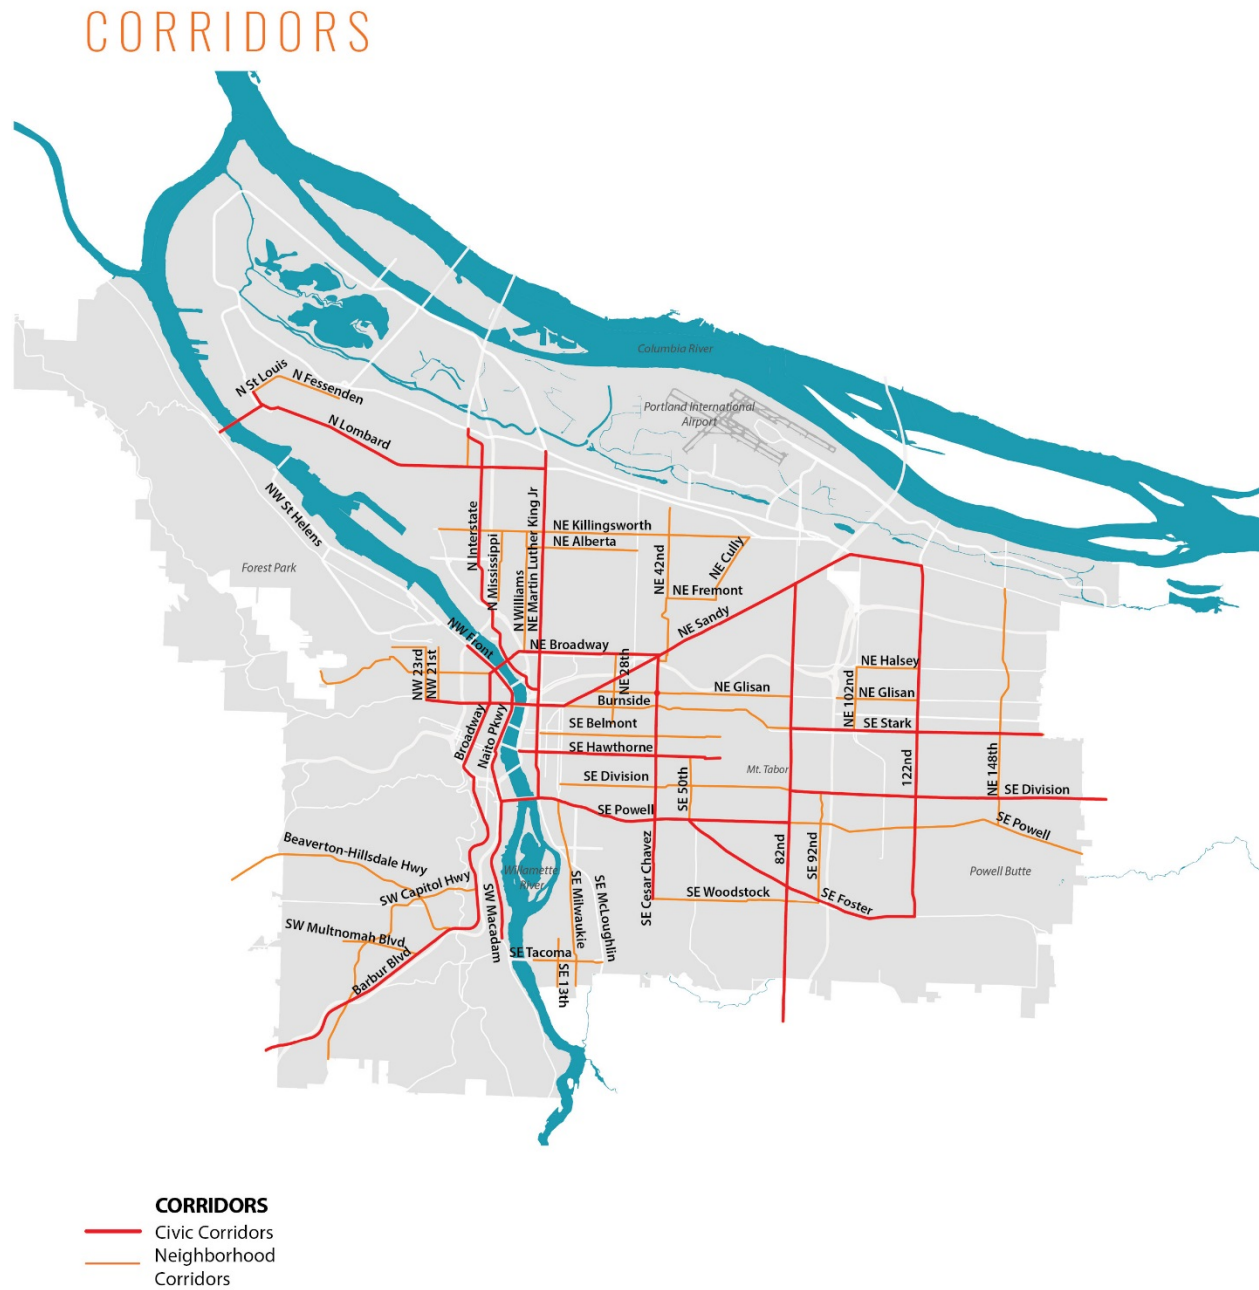 CORRIDORS
Columbia River
Portland International
Airport
N St Louis
N Fessenden
N Lombard
NW St Helens
Forest Park
N Interstate
N Mississippi
N Williams
NE Martin Luther King Jr
NE Killingsworth
NE Alberta
NE 42nd
NE Cully
NE Fremont
NE Sandy
NW Front
NE Broadway
NW 23rd
NW 21st
NE 28th
NE Halsey
NE Glisan
NE Glisan
NE 102nd
Burnside
SE Stark
SE Belmont
Broadway
Naito Pkwy
SE Hawthorne
Mt. Tabor
122nd
NE 148th
SE Division
SE 50th
SE Division
SE Powell
SE Powell
82nd
SE 92nd
Beaverton-Hillsdale Hwy
Willamette
River
SE Cesar Chavez
Powell Butte
SW Capitol Hwy
SW Macadam
SE Milwaukie
SE McLoughlin
SE Woodstock
SE Foster
SW Multnomah Blvd
Barbur Blvd
SE Tacoma
SE 13th
CORRIDORS
Civic Corridors
Neighborhood
Corridors